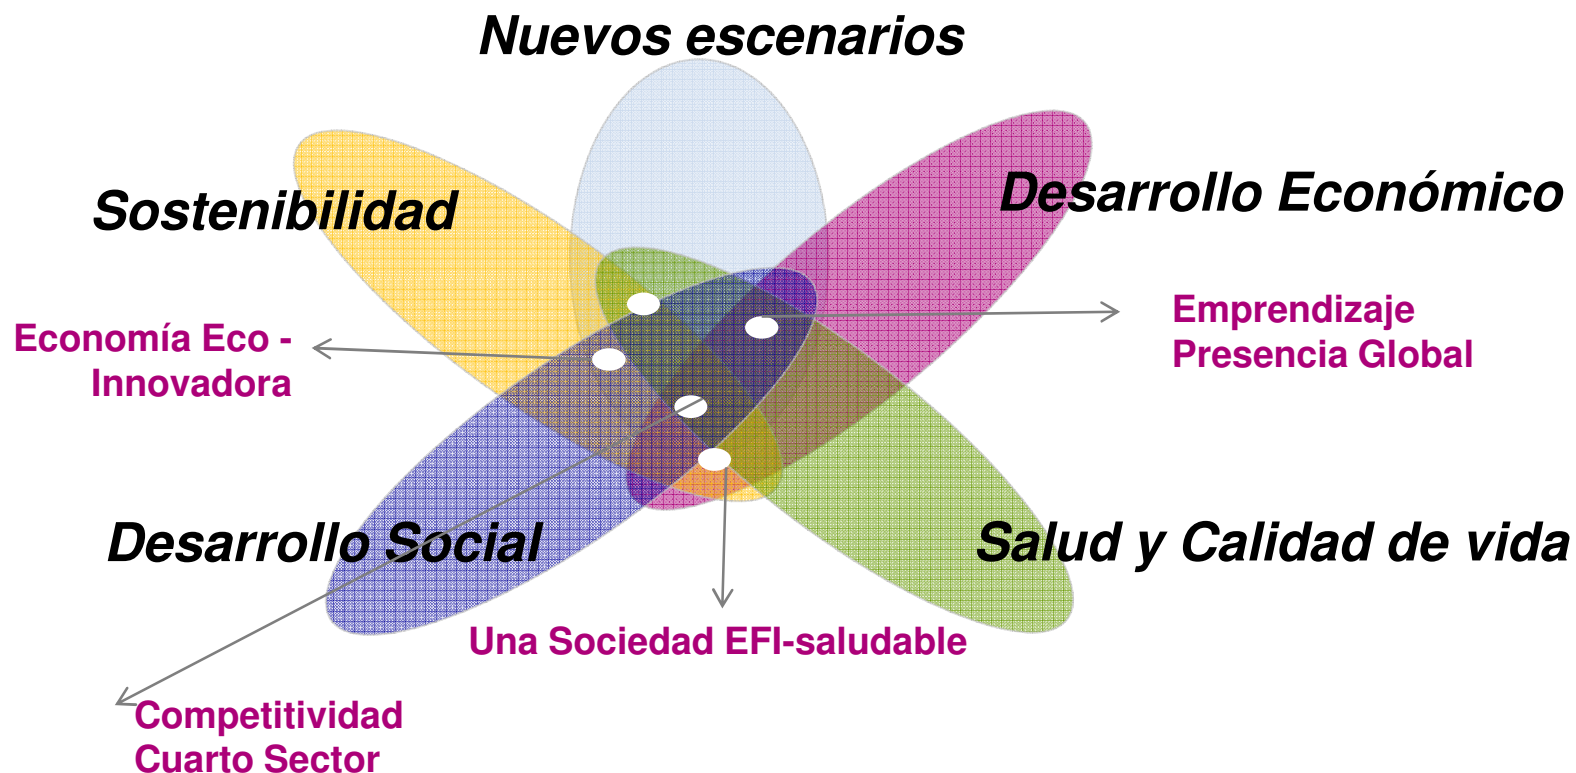 Nuevos escenarios
Sostenibilidad
Desarrollo Económico
Economía Eco -
Innovadora
Emprendizaje
Presencia Global
Desarrollo Social
Salud y Calidad de vida
Una Sociedad EFI-saludable
Competitividad
Cuarto Sector